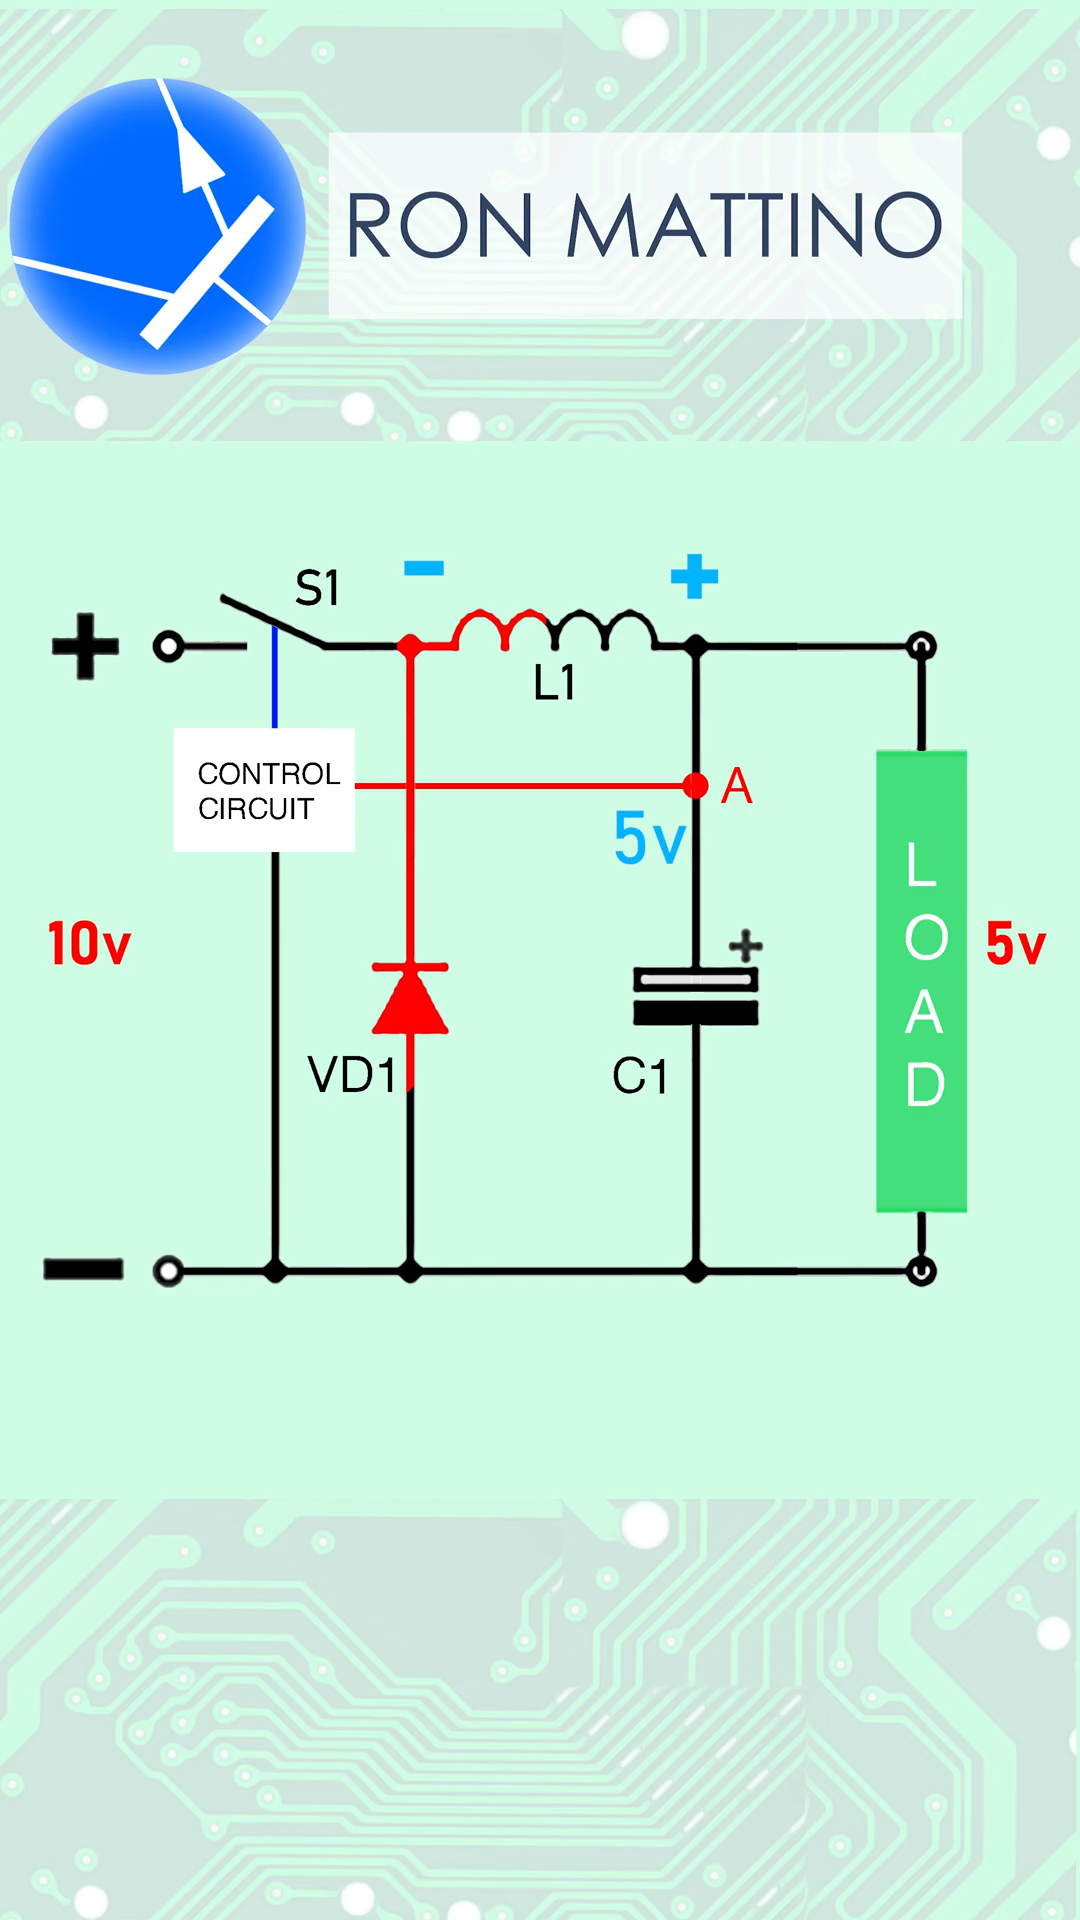 RON MATTINO
- +
S1
+
L1
CONTROL
CIRCUIT
A
5v
10v
+
LOAD
5v
VD1
C1
-